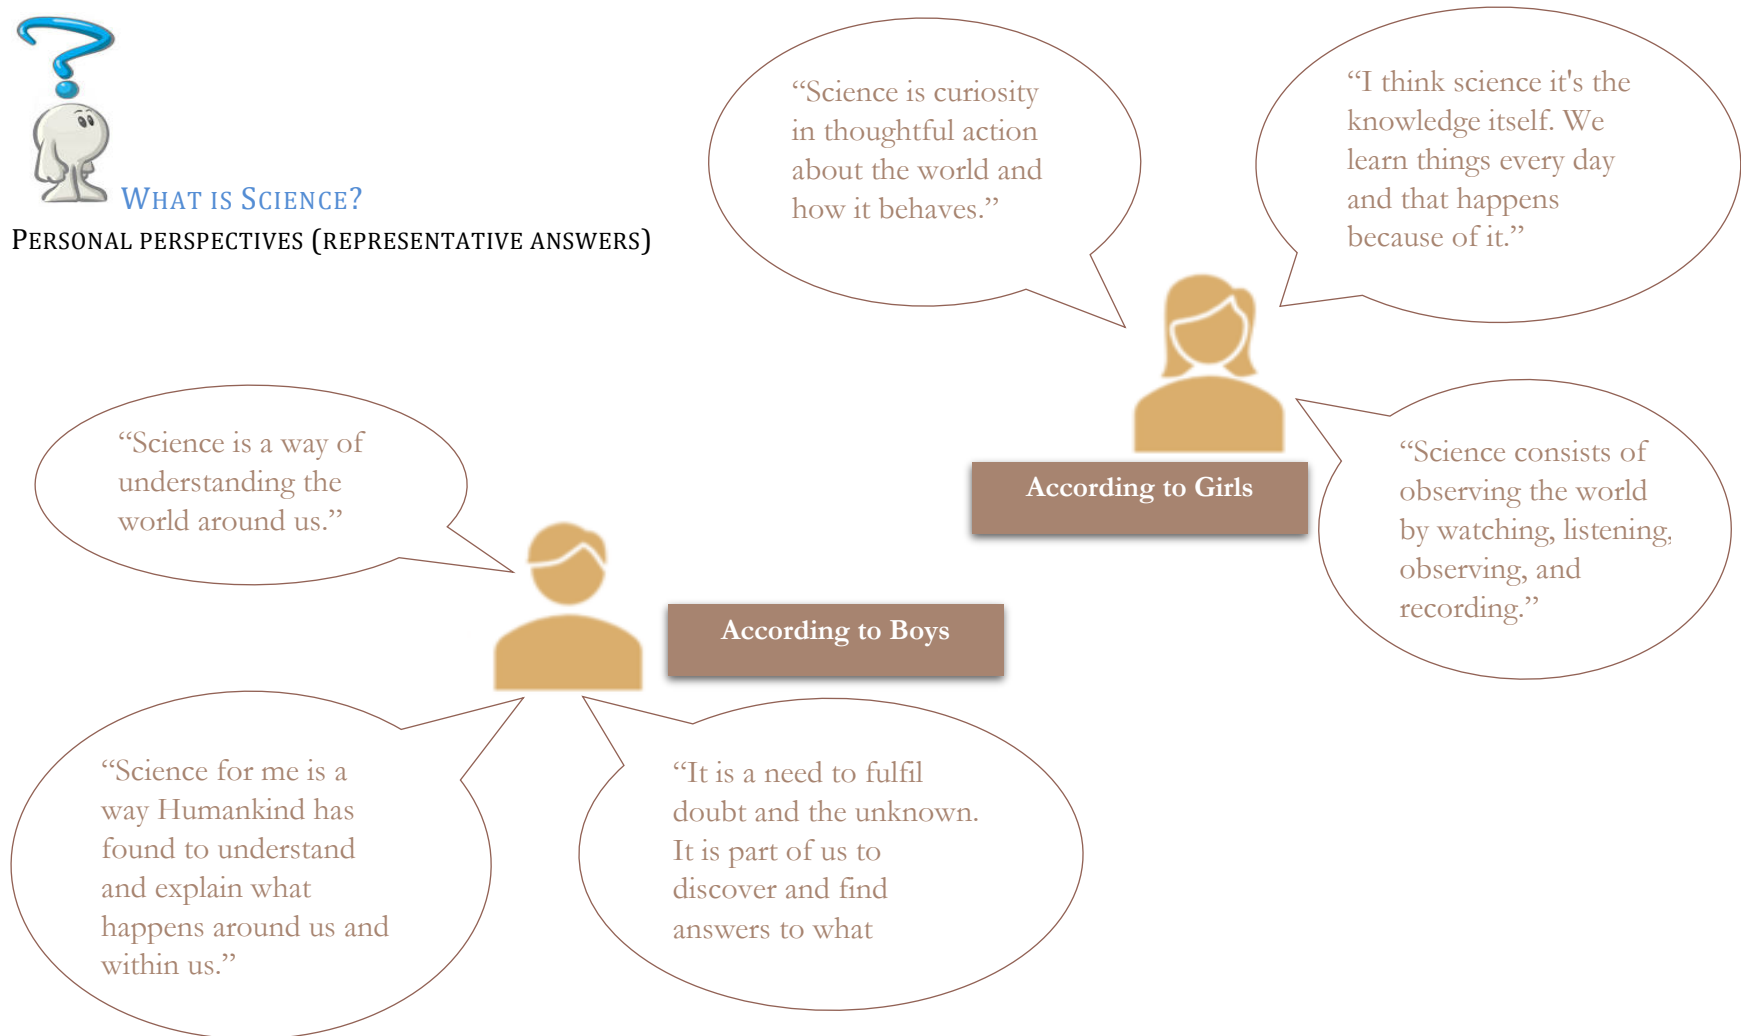 WHAT IS SCIENCE?
PERSONAL PERSPECTIVES (REPRESENTATIVE ANSWERS)
“Science is curiosity
in thoughtful action
about the world and
how it behaves.”
“I think science it's the
knowledge itself. We
learn things every day
and that happens
because of it.”
“Science consists of
observing the world
by watching, listening,
observing, and
recording.”
According to Girls
“Science is a way of
understanding the
world around us.”
According to Boys
“Science for me is a
way Humankind has
found to understand
and explain what
happens around us and
within us.”
“It is a need to fulfil
doubt and the unknown.
It is part of us to
discover and find
answers to what